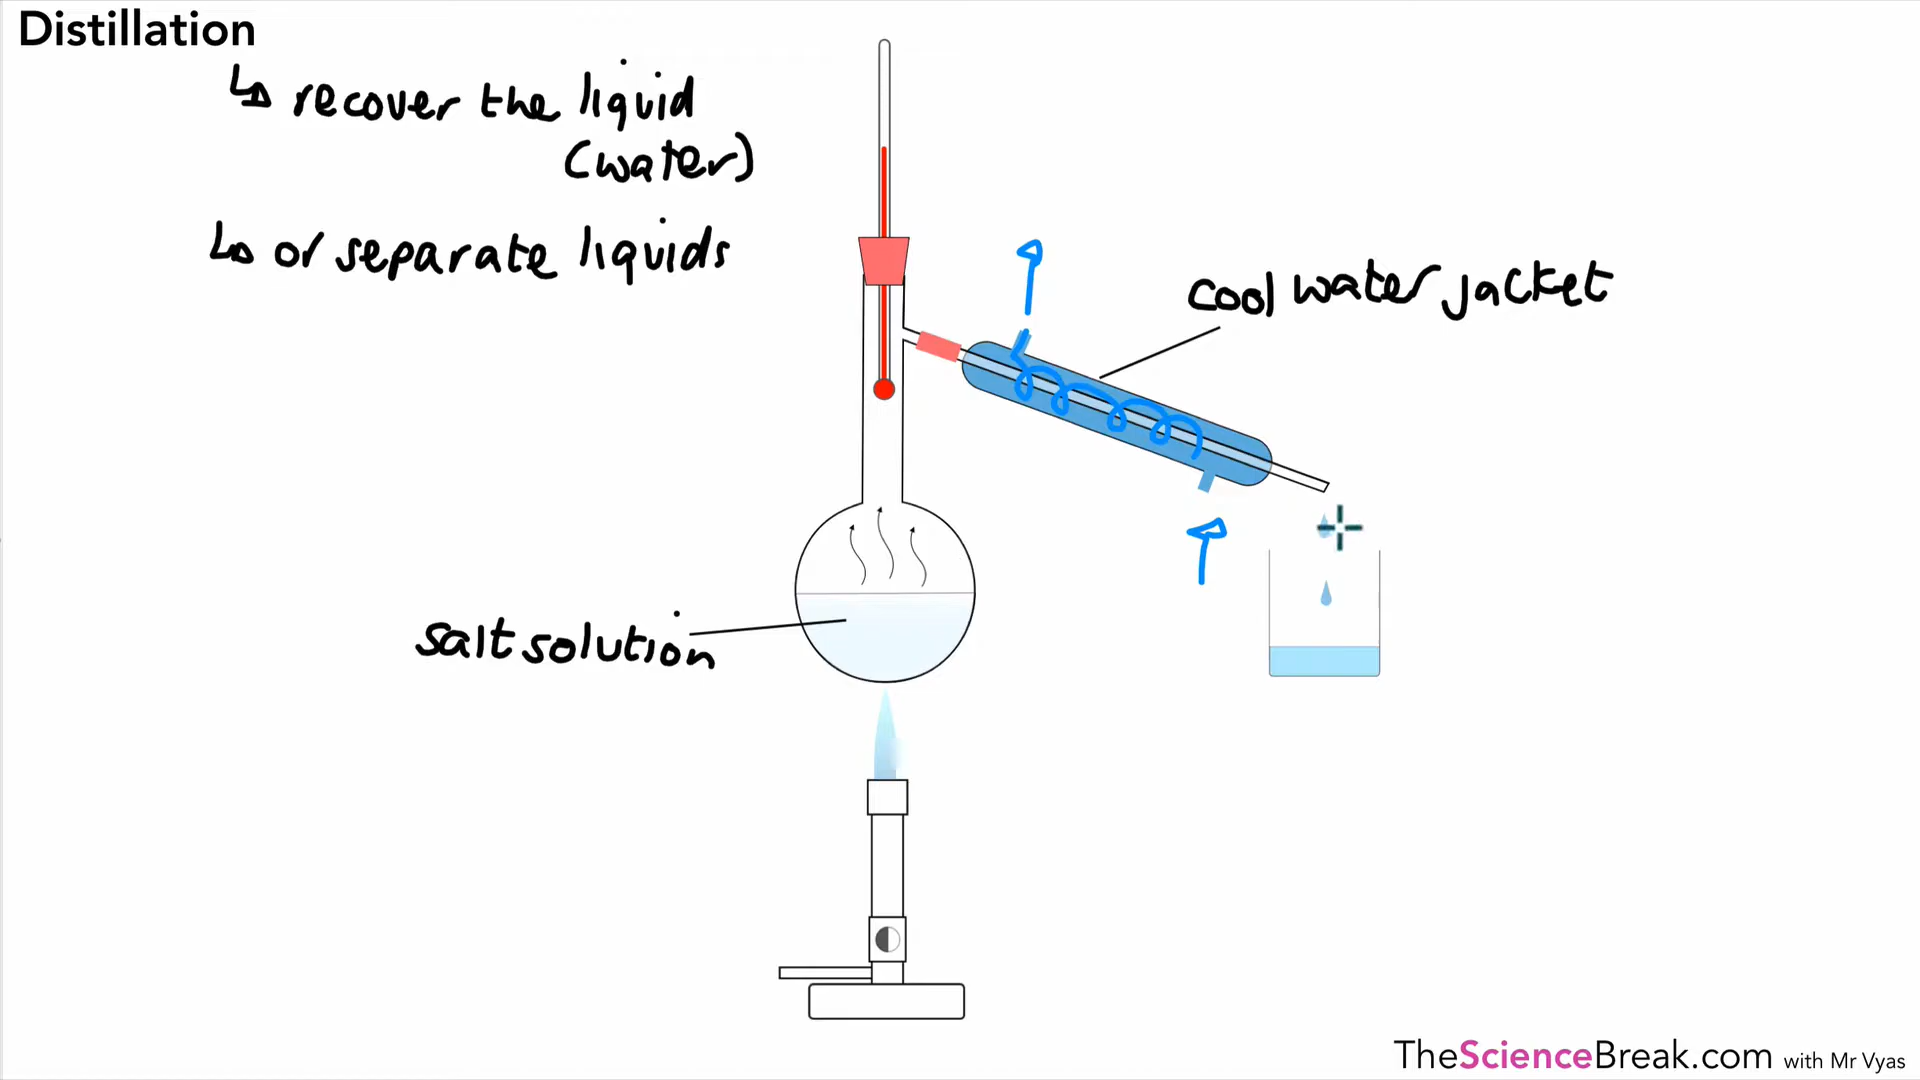 Distillation
↳ recover the liquid
(water)
↳ or separate liquids
cool water jacket
salt solution
TheScienceBreak.com with Mr Vyas